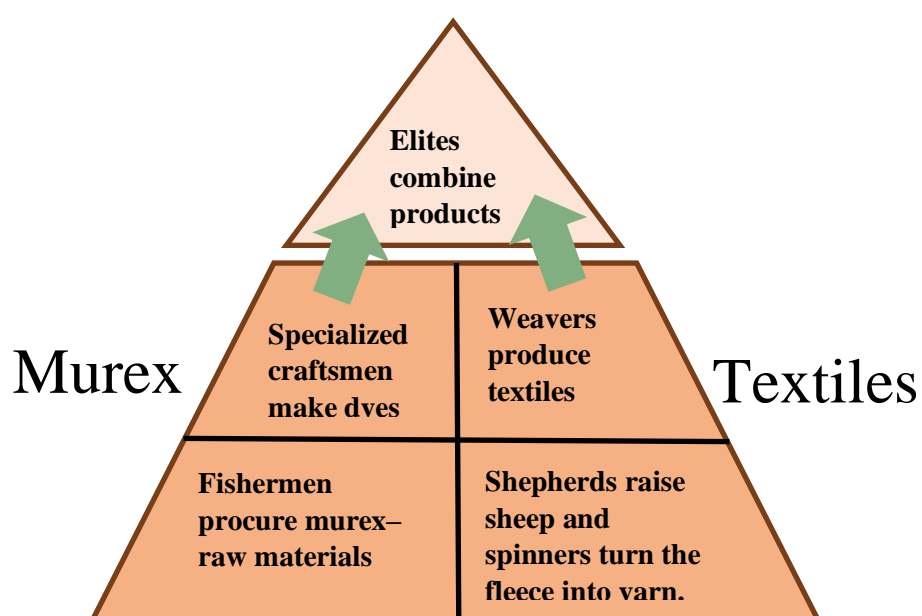 Elites
combine
products
Murex
Specialized
craftsmen
make dyes
Weavers
produce
textiles
Textiles
Fishermen
procure murex–
raw materials
Shepherds raise
sheep and
spinners turn the
fleece into yarn.